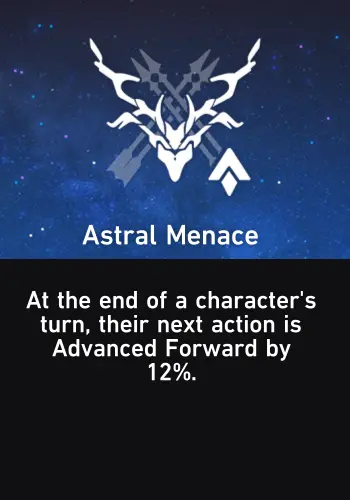 Astral Menace
At the end of a character's
turn, their next action is
Advanced Forward by
12%.